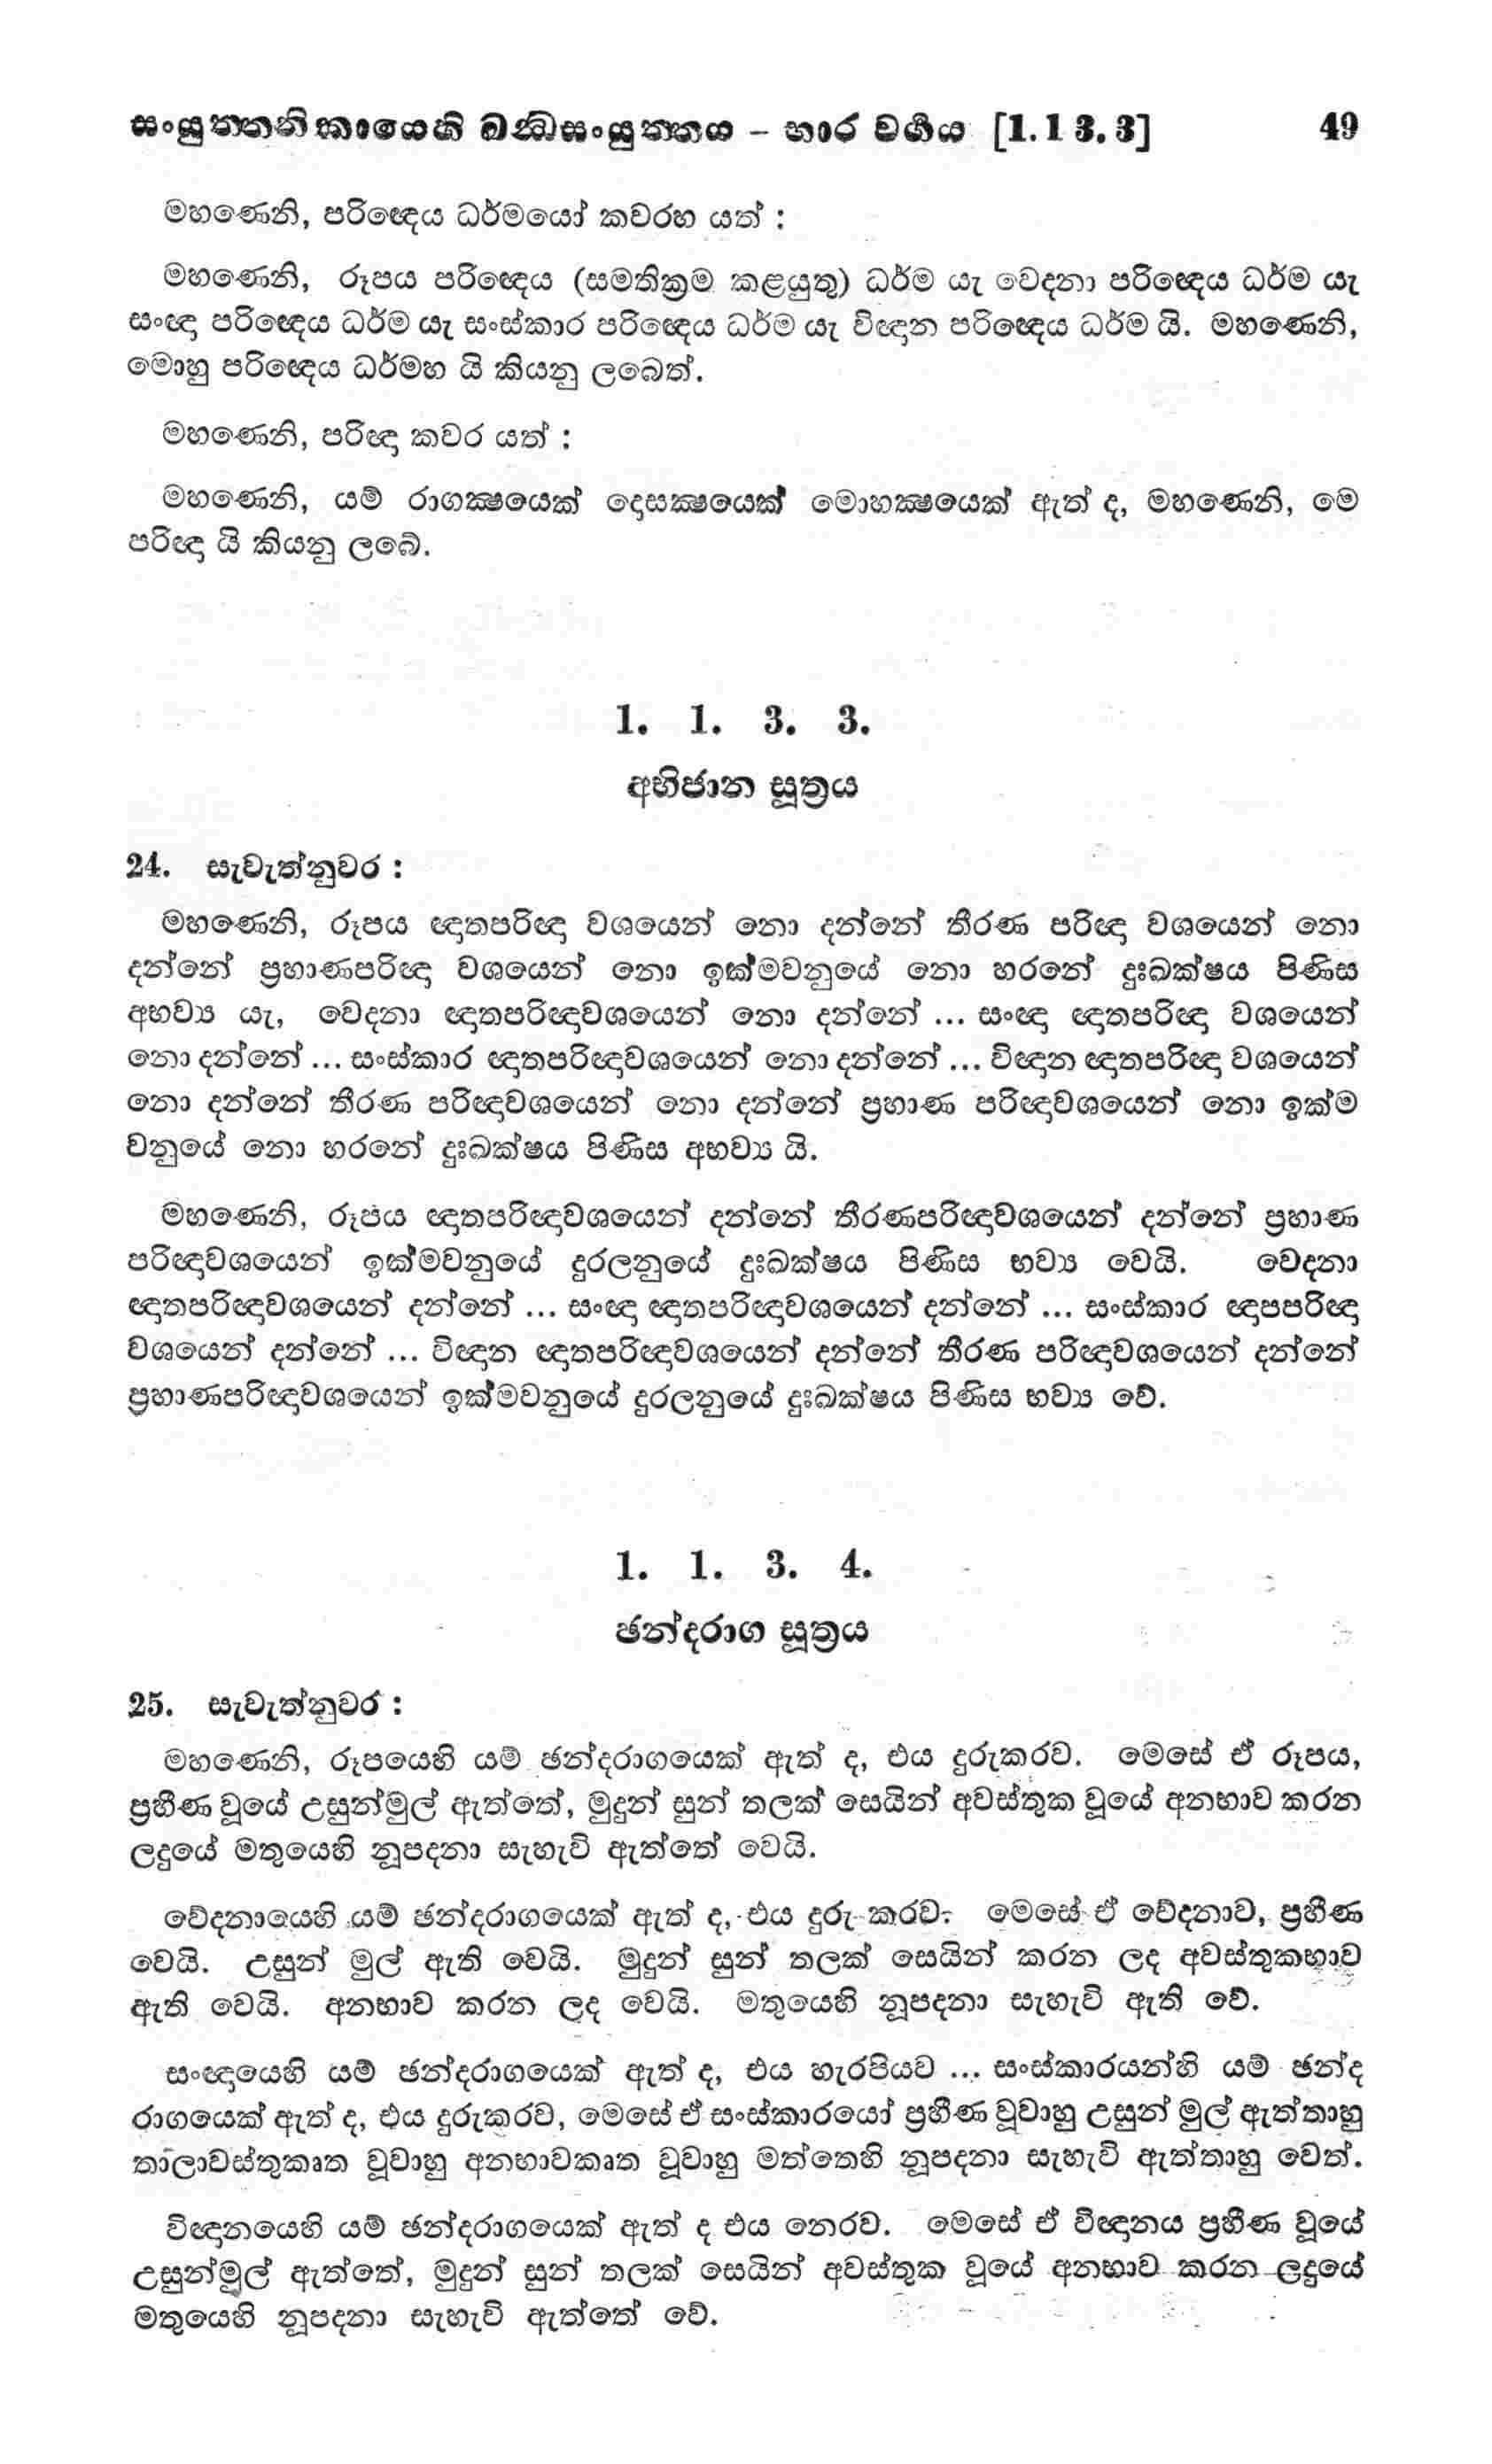 සංයුත්තනිකායෙහි ඛන්ධසංයුත්තය – භාර වර්ගය [1. 1 3. 3] 49
මහණෙනි, පරිඥෙය ධර්මයෝ කවරහ යත් :
මහණෙනි, රූපය පරිඥෙය (සමතික්‍රම කළයුතු) ධර්ම යැ වෙදනා පරිඥෙය ධර්ම යැ
සංඥා පරිඥෙය ධර්ම යැ සංස්කාර පරිඥෙය ධර්ම යැ විඥාන පරිඥෙය ධර්ම යි. මහණෙනි,
මොහු පරිඥෙය ධර්මහ යි කියනු ලබෙත්.
මහණෙනි, පරිඥා කවර යත් :
මහණෙනි, යම් රාගක්‍ෂයෙක් දොසක්‍ෂයෙක් මොහක්‍ෂයෙක් ඇත් ද, මහණෙනි, මෙ
පරිඥා යි කියනු ලබේ.
1. 1. 3. 3.
අභිජාන සූත්‍රය
24. සැවැත්නුවර :
මහණෙනි, රූපය ඥාතපරිඥා වශයෙන් නො දන්නේ තීරණ පරිඥා වශයෙන් නො
දන්නේ ප්‍රහාණපරිඥා වශයෙන් නො ඉක්මවනුයේ නො හරනේ දුඃඛක්ෂය පිණිස
අභව්‍ය යැ, වෙදනා ඥාතපරිඥාවශයෙන් නො දන්නේ ... සංඥා ඥාතපරිඥා වශයෙන්
නො දන්නේ ... සංස්කාර ඥාතපරිඥාවශයෙන් නො දන්නේ ... විඥාන ඥාතපරිඥා වශයෙන්
නො දන්නේ තීරණ පරිඥාවශයෙන් නො දන්නේ ප්‍රහාණ පරිඥාවශයෙන් නො ඉක්ම
වනුයේ නො හරනේ දුඃඛක්ෂය පිණිස අභව්‍ය යි.
මහණෙනි, රූපය ඥාතපරිඥාවශයෙන් දන්නේ තීරණපරිඥාවශයෙන් දන්නේ ප්‍රහාණ
පරිඥාවශයෙන් ඉක්මවනුයේ දුරලනුයේ දුඃඛක්ෂය පිණිස භව්‍ය වෙයි. වෙදනා
ඥාතපරිඥාවශයෙන් දන්නේ ... සංඥා ඥාතපරිඥාවශයෙන් දන්නේ ... සංස්කාර ඥාපපරිඥා
වශයෙන් දන්නේ ... විඥාන ඥාතපරිඥාවශයෙන් දන්නේ තීරණ පරිඥාවශයෙන් දන්නේ
ප්‍රහාණපරිඥාවශයෙන් ඉක්මවනුයේ දුරලනුයේ දුඃඛක්ෂය පිණිස භව්‍ය වේ.
1. 1. 3. 4.
ඡන්දරාග සූත්‍රය
25. සැවැත්නුවර :
මහණෙනි, රූපයෙහි යම් ඡන්දරාගයෙක් ඇත් ද, එය දුරුකරව. මෙසේ ඒ රූපය,
ප්‍රහීණ වූයේ උසුන්මුල් ඇත්තේ, මුදුන් සුන් තලක් සෙයින් අවස්තුක වූයේ අනභාව කරන
ලදුයේ මතුයෙහි නූපදනා සැහැවි ඇත්තේ වෙයි.
වේදනායෙහි යම් ඡන්දරාගයෙක් ඇත් ද, එය දුරු කරව. මෙසේ ඒ වේදනාව, ප්‍රහීණ
වෙයි. උසුන් මුල් ඇති වෙයි. මුදුන් සුන් තලක් සෙයින් කරන ලද අවස්තුකභාව
ඇති වෙයි. අනභාව කරන ලද වෙයි. මතුයෙහි නූපදනා සැහැවි ඇති වේ.
සංඥායෙහි යම් ඡන්දරාගයෙක් ඇත් ද, එය හැරපියව ... සංස්කාරයන්හි යම් ඡන්ද
රාගයෙක් ඇත් ද, එය දුරුකරව, මෙසේ ඒ සංස්කාරයෝ ප්‍රහීණ වූවාහු උසුන් මුල් ඇත්තාහු
තාලාවස්තුකෘත වූවාහු අනභාවකෘත වූවාහු මත්තෙහි නූපදනා සැහැවි ඇත්තාහු වෙත්.
විඥානයෙහි යම් ඡන්දරාගයෙක් ඇත් ද එය නෙරව. මෙසේ ඒ විඥානය ප්‍රහීණ වූයේ
උසුන්මුල් ඇත්තේ, මුදුන් සුන් තලක් සෙයින් අවස්තුක වූයේ අනභාව කරන ලදුයේ
මතුයෙහි නූපදනා සැහැවි ඇත්තේ වේ.